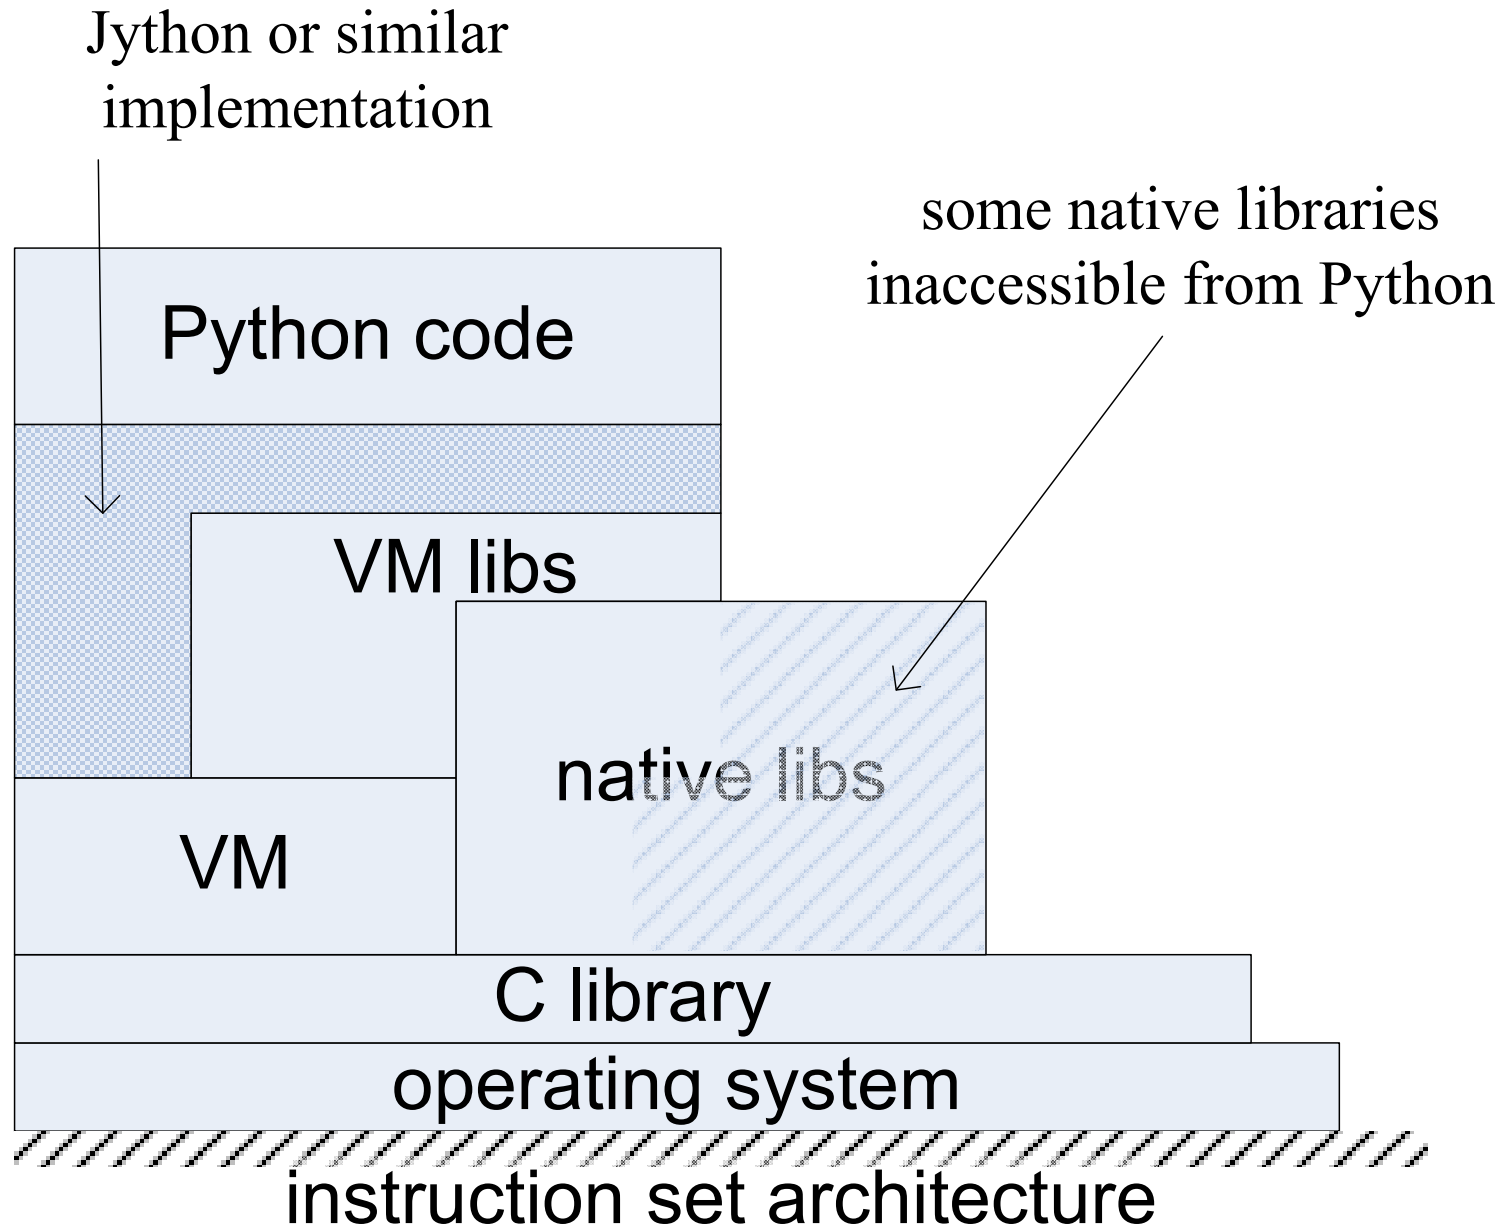 Jython or similar
implementation
some native libraries
inaccessible from Python
Python code
VM libs
native libs
VM
C library
operating system
instruction set architecture